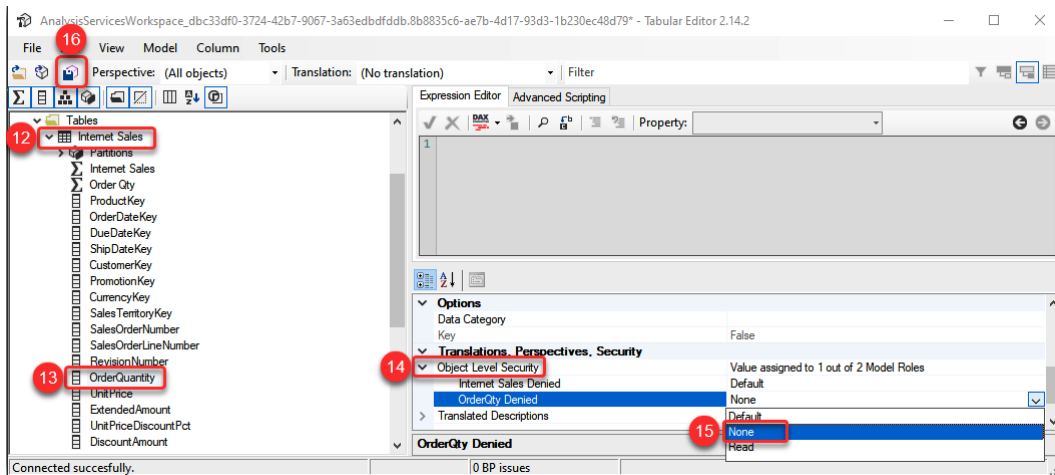 AnalysisServicesWorkspace_dbc33df0-3724-42b7-9067-3a63edbdfddb.8b8835c6-ae7b-4d17-93d3-1b230ec48d79* - Tabular Editor 2.14.2
16
File View Model Column Tools
Perspective: (All objects) Translation: (No translation) Filter
Expression Editor Advanced Scripting
DAX Property:
1
Tables
12 Internet Sales
Partitions
Internet Sales
Order Qty
ProductKey
OrderDateKey
DueDateKey
ShipDateKey
CustomerKey
PromotionKey
CurrencyKey
SalesTerritoryKey
SalesOrderNumber
SalesOrderLineNumber
RevisionNumber
13 OrderQuantity
UnitPrice
ExtendedAmount
UnitPriceDiscountPct
DiscountAmount
Options
Data Category
Key False
Translations, Perspectives, Security
14 Object Level Security Value assigned to 1 out of 2 Model Roles
Internet Sales Denied Default
OrderQty Denied None
Translated Descriptions Default
15 None
Read
OrderQty Denied
Connected succesfully. 0 BP issues